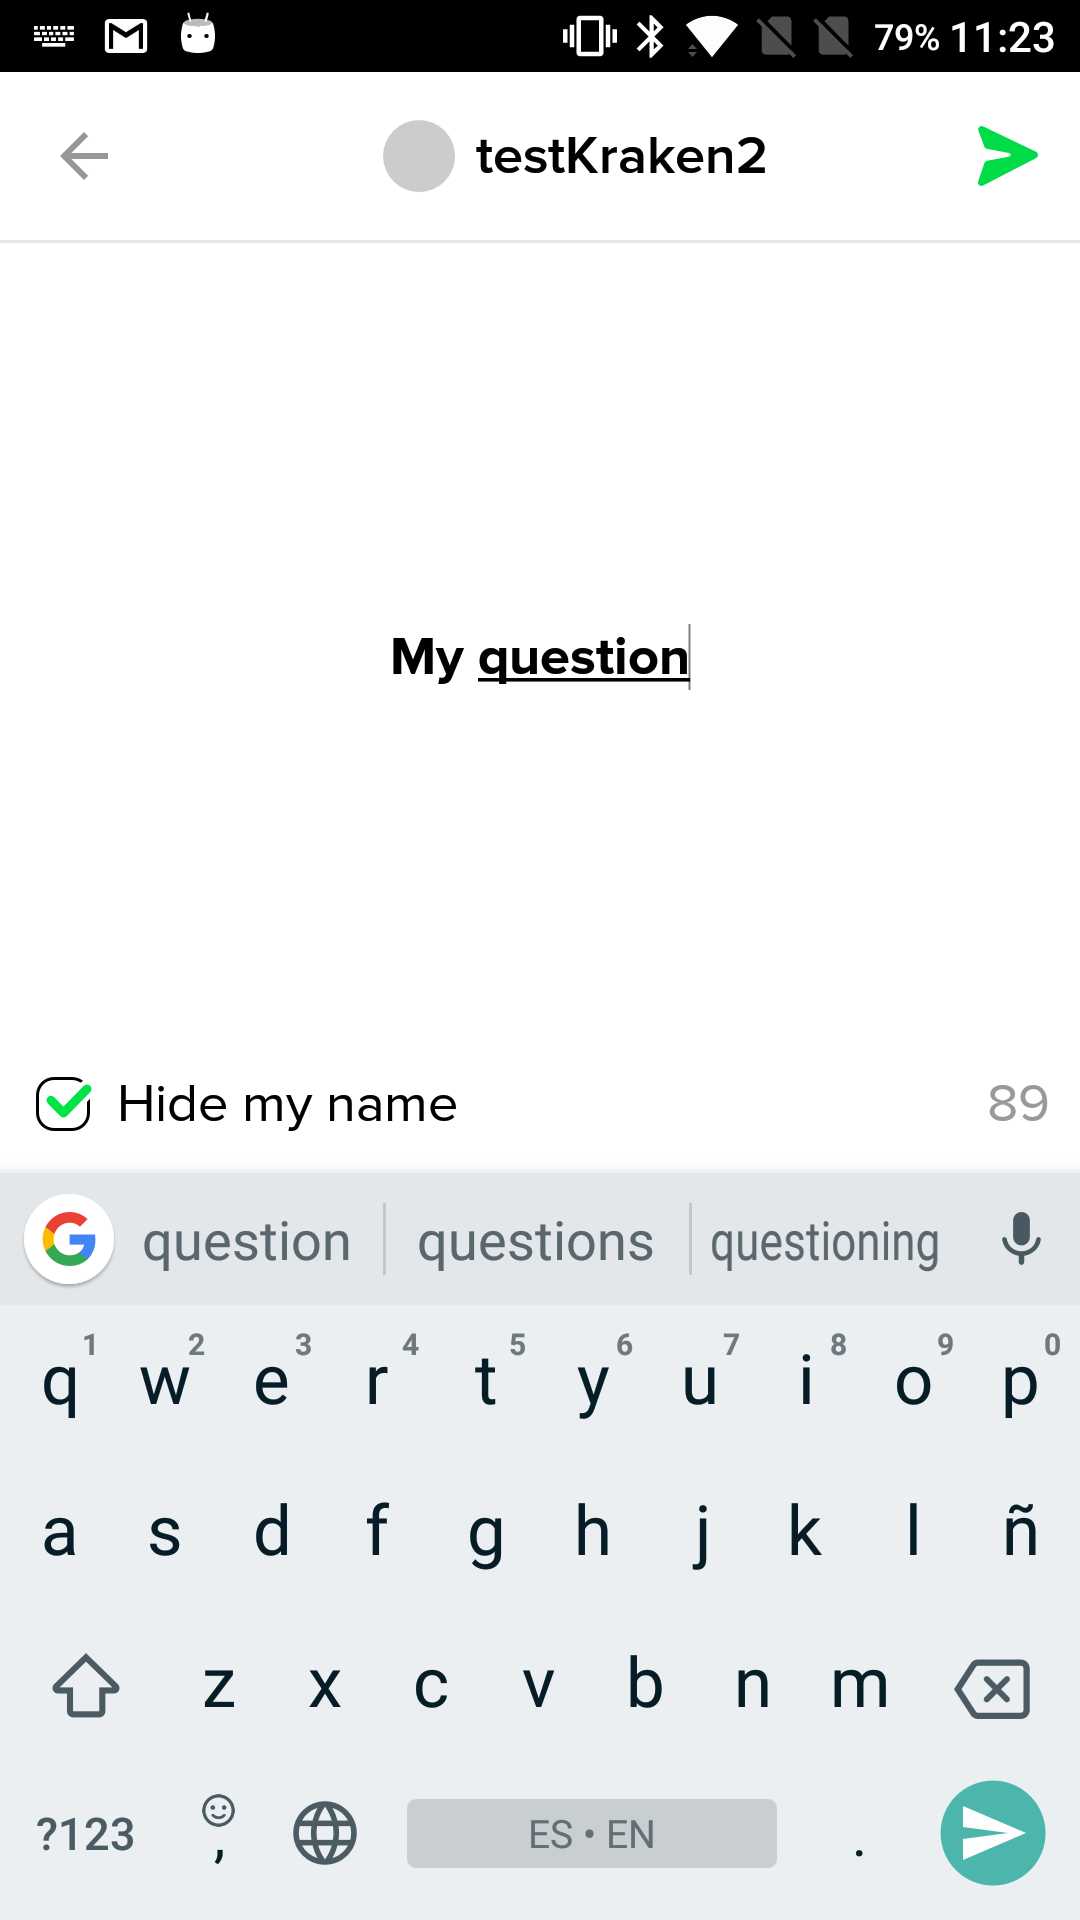 79% 11:23
testKraken2
My question
Hide my name 89
question questions questioning
1 2 3 4 5 6 7 8 9 0
q w e r t y u i o p
a s d f g h j k l ñ
z x c v b n m
?123 , ES • EN .